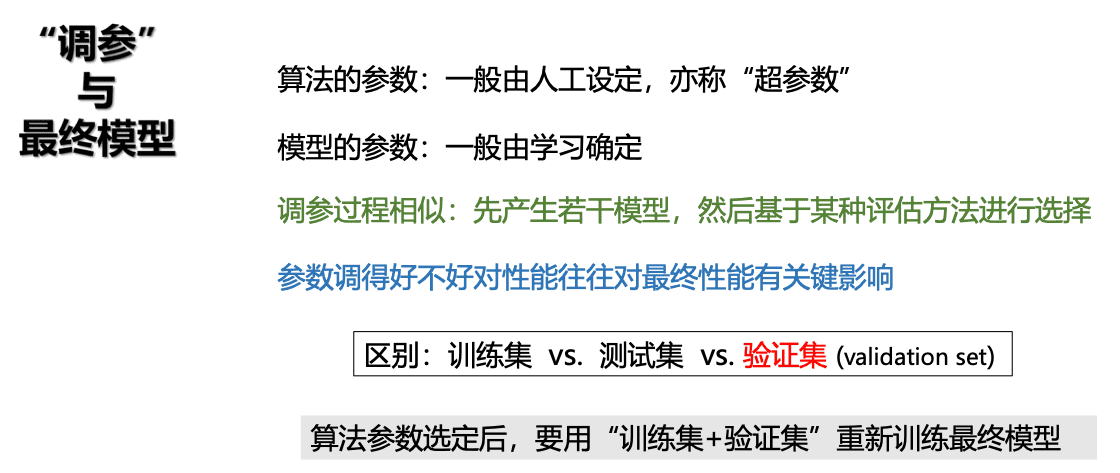 “调参”
与
最终模型
算法的参数：一般由人工设定，亦称“超参数”
模型的参数：一般由学习确定
调参过程相似：先产生若干模型，然后基于某种评估方法进行选择
参数调得好不好对性能往往对最终性能有关键影响
区别：训练集 vs. 测试集 vs. 验证集 (validation set)
算法参数选定后，要用“训练集+验证集”重新训练最终模型